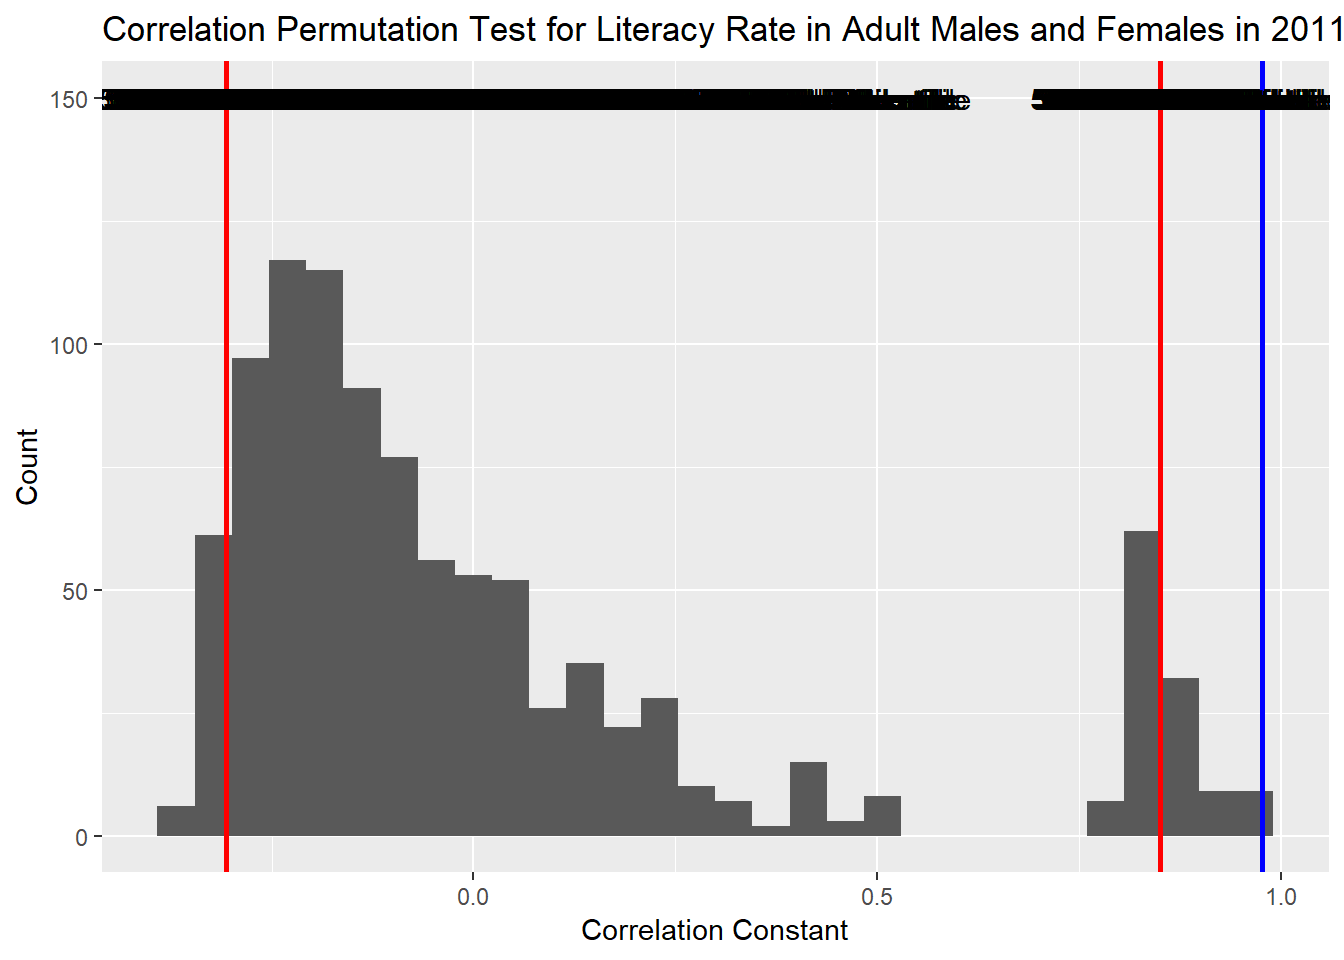 Correlation Permutation Test for Literacy Rate in Adult Males and Females in 2011
150
100
50
0
Count
0.0
0.5
1.0
Correlation Constant